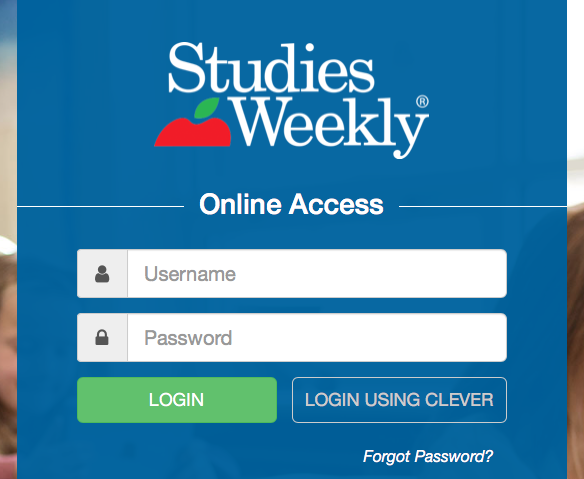 Studies
Weekly®
Online Access
Username
Password
LOGIN
LOGIN USING CLEVER
Forgot Password?